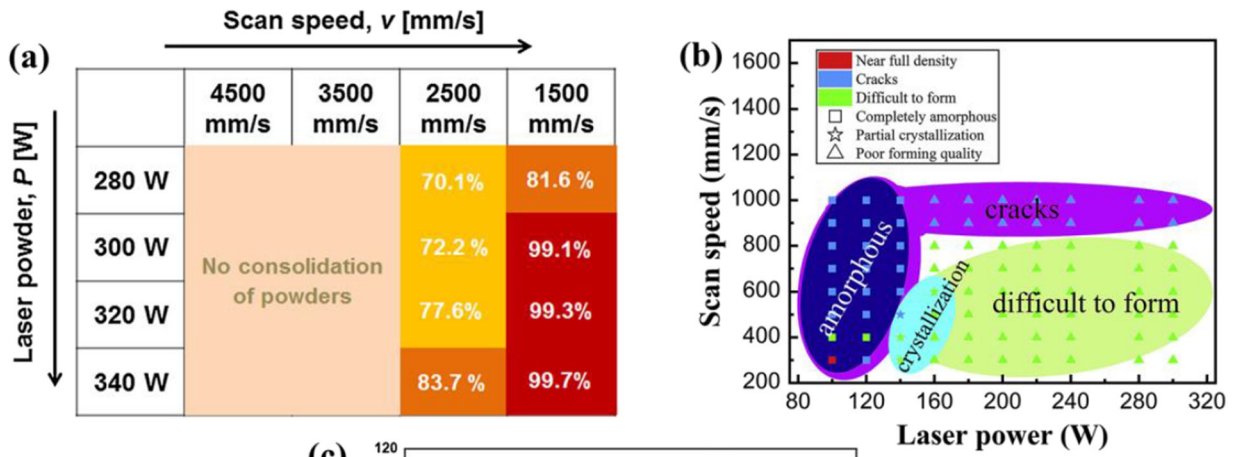 (a)
Scan speed, v [mm/s]
Laser powder, P [W]
4500 mm/s
3500 mm/s
2500 mm/s
1500 mm/s
280 W
70.1%
81.6 %
300 W
72.2 %
99.1%
No consolidation
of powders
320 W
77.6%
99.3%
340 W
83.7 %
99.7%
(b)
Scan speed (mm/s)
1600
1400
1200
1000
800
600
400
200
Near full density
Cracks
Difficult to form
Completely amorphous
Partial crystallization
Poor forming quality
cracks
amorphous
crystallization
difficult to form
80 120 160 200 240 280 320
Laser power (W)
(c)
120